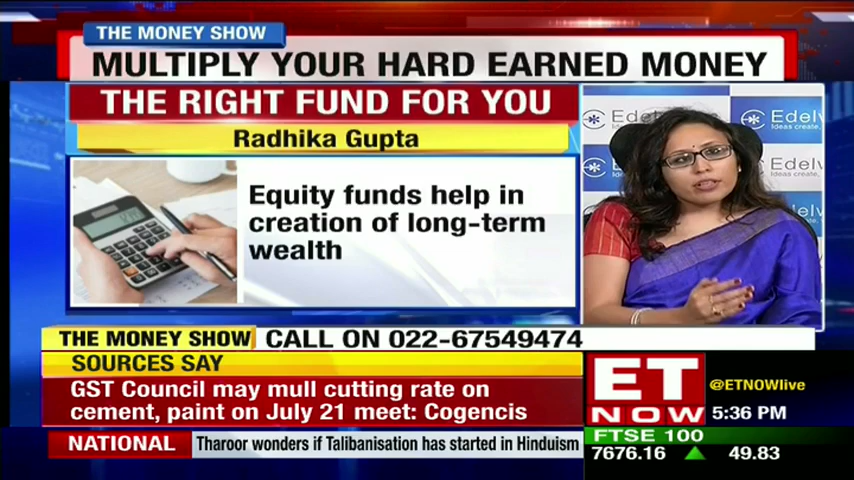 THE MONEY SHOW
MULTIPLY YOUR HARD EARNED MONEY
THE RIGHT FUND FOR YOU
Radhika Gupta
Equity funds help in
creation of long-term
wealth
Edelw
Ideas create,
Edelw
Ideas create,
THE MONEY SHOW CALL ON 022-67549474
SOURCES SAY
GST Council may mull cutting rate on
cement, paint on July 21 meet: Cogencis
ET
NOW
@ETNOWlive
5:36 PM
FTSE 100
7676.16 ▲ 49.83
NATIONAL Tharoor wonders if Talibanisation has started in Hinduism